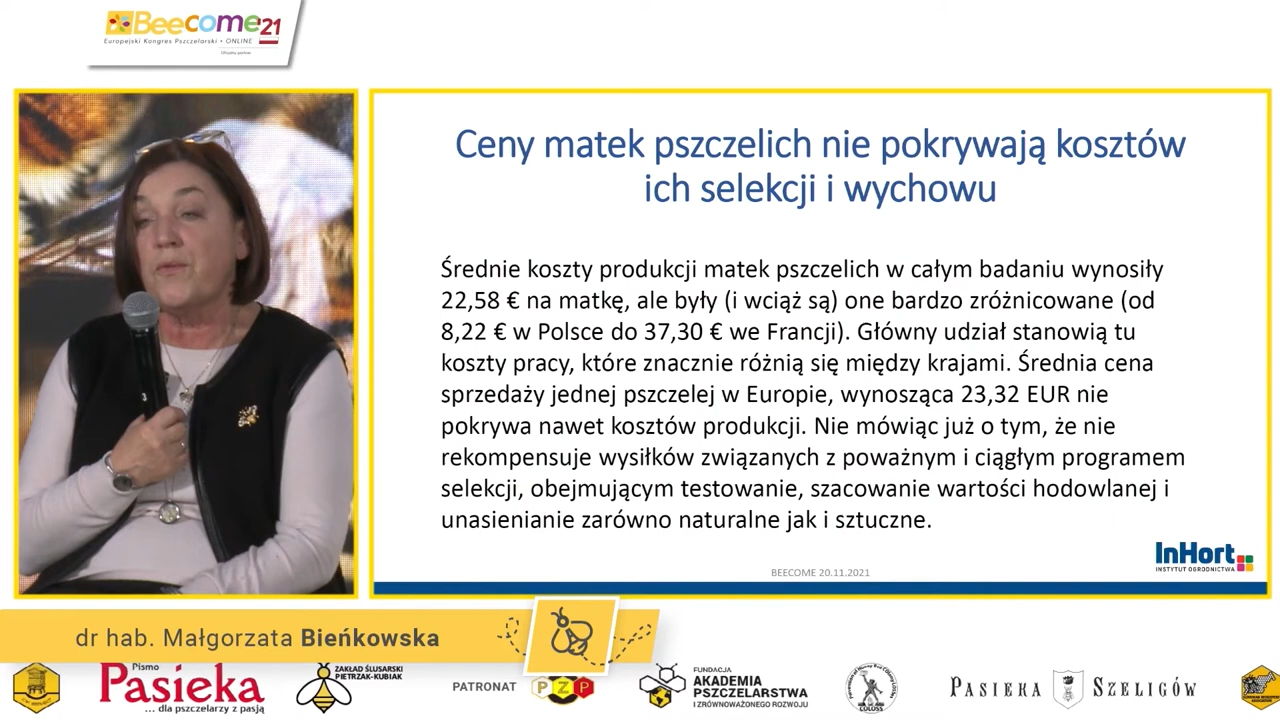 Beecome'21
Europejski Kongres Pszczelarski • ONLINE
Ceny matek pszczelich nie pokrywają kosztów
ich selekcji i wychowu
Średnie koszty produkcji matek pszczelich w całym badaniu wynosiły
22,58 € na matkę, ale były (i wciąż są) one bardzo zróżnicowane (od
8,22 € w Polsce do 37,30 € we Francji). Główny udział stanowią tu
koszty pracy, które znacznie różnią się między krajami. Średnia cena
sprzedaży jednej pszczelej w Europie, wynosząca 23,32 EUR nie
pokrywa nawet kosztów produkcji. Nie mówiąc już o tym, że nie
rekompensuje wysiłków związanych z poważnym i ciągłym programem
selekcji, obejmującym testowanie, szacowanie wartości hodowlanej i
unasienianie zarówno naturalne jak i sztuczne.
InHort
INSTYTUT OGRODNICTWA
BEECOME 20.11.2021
dr hab. Małgorzata Bieńkowska
Pismo
Pasieka
... dla pszczelarzy z pasją
ZAKŁAD ŚLUSARSKI
PIETRZAK-KUBIAK
PATRONAT
PZP
FUNDACJA
AKADEMIA
PSZCZELARSTWA
I ZRÓWNOWAŻONEGO ROZWOJU
COLOSS
PASIEKA SZELIGÓW